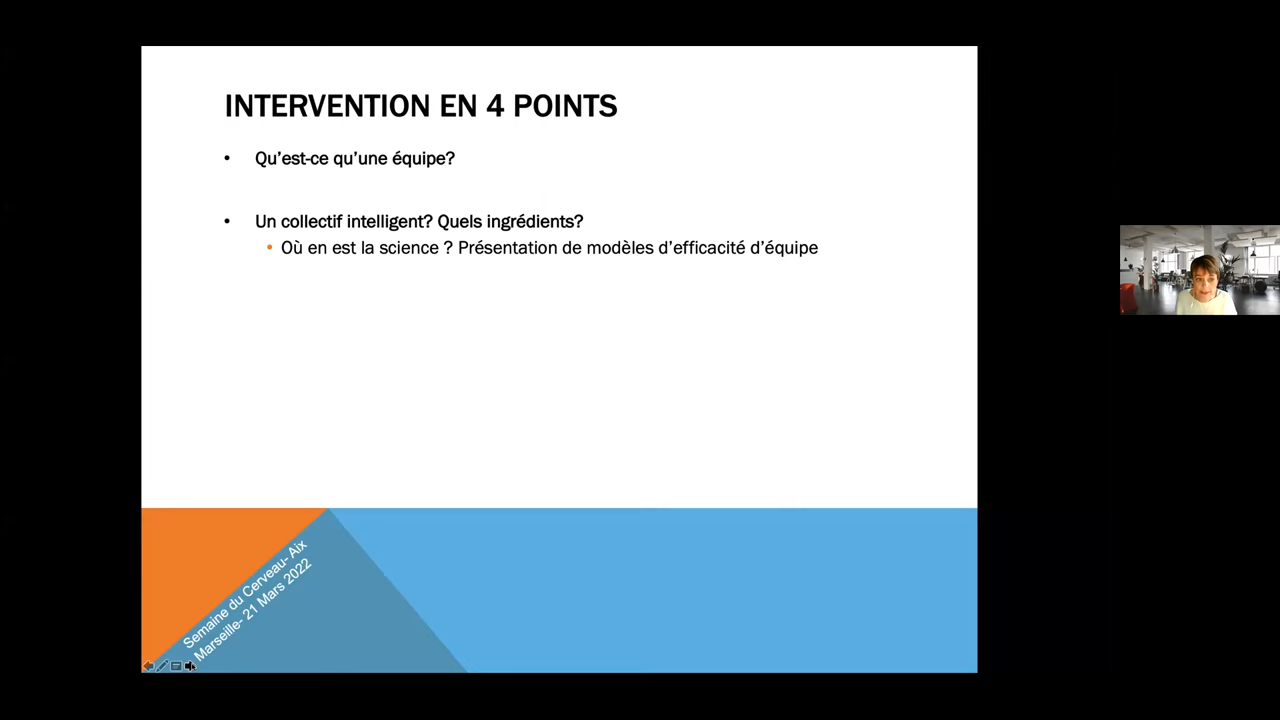 INTERVENTION EN 4 POINTS
• Qu’est-ce qu’une équipe?
• Un collectif intelligent? Quels ingrédients?
• Où en est la science ? Présentation de modèles d’efficacité d’équipe
Semaine du Cerveau- Aix
Marseille- 21 Mars 2022